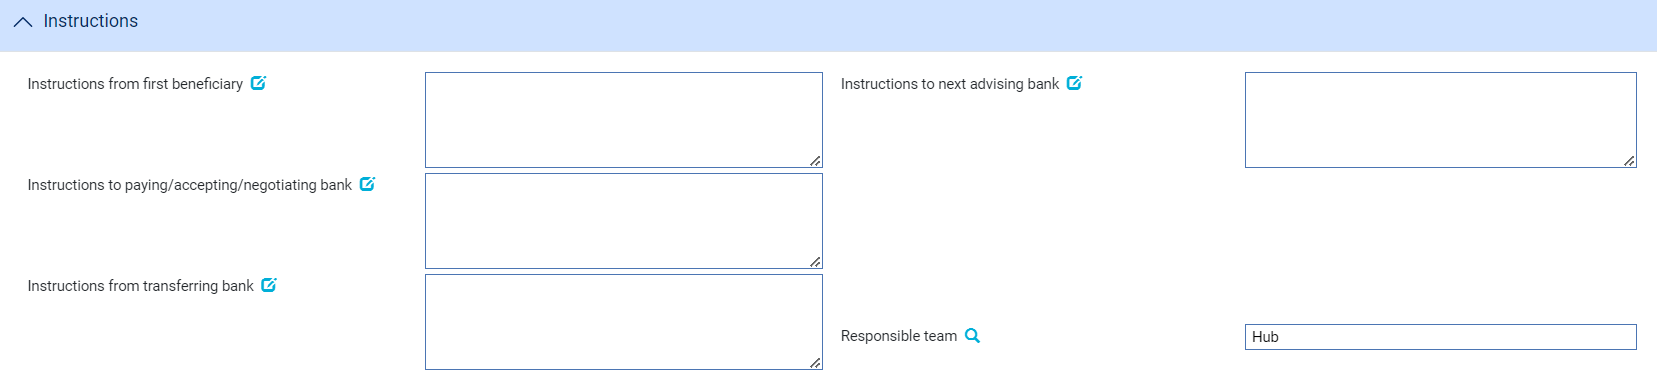 Instructions
Instructions from first beneficiary
Instructions to next advising bank
Instructions to paying/accepting/negotiating bank
Instructions from transferring bank
Responsible team
Hub